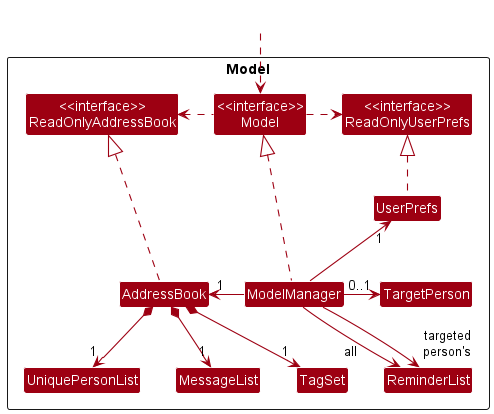 Model
<<interface>>
ReadOnlyAddressBook
<<interface>>
Model
<<interface>>
ReadOnlyUserPrefs
UserPrefs
1
AddressBook
1
ModelManager
0..1
TargetPerson
1
1
1
all
targeted
person's
UniquePersonList
MessageList
TagSet
ReminderList